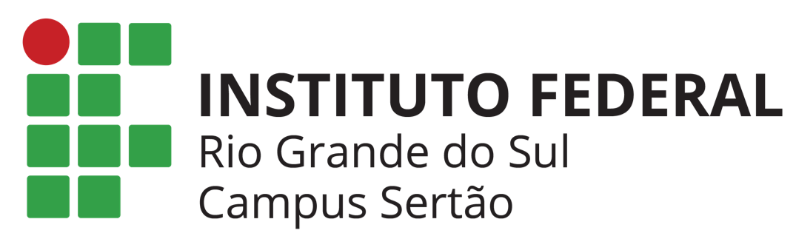 INSTITUTO FEDERAL
Rio Grande do Sul
Campus Sertão